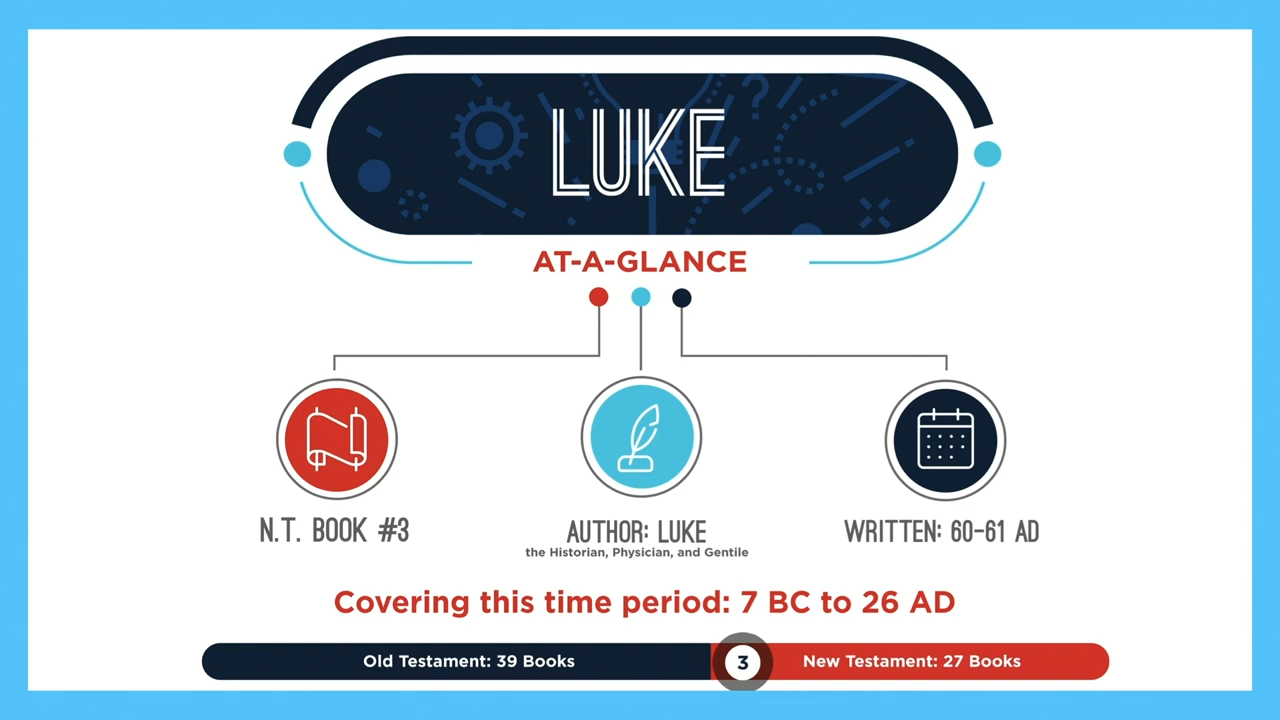 LUKE
AT-A-GLANCE
N.T. BOOK #3
AUTHOR: LUKE
the Historian, Physician, and Gentile
WRITTEN: 60-61 AD
Covering this time period: 7 BC to 26 AD
Old Testament: 39 Books
3
New Testament: 27 Books